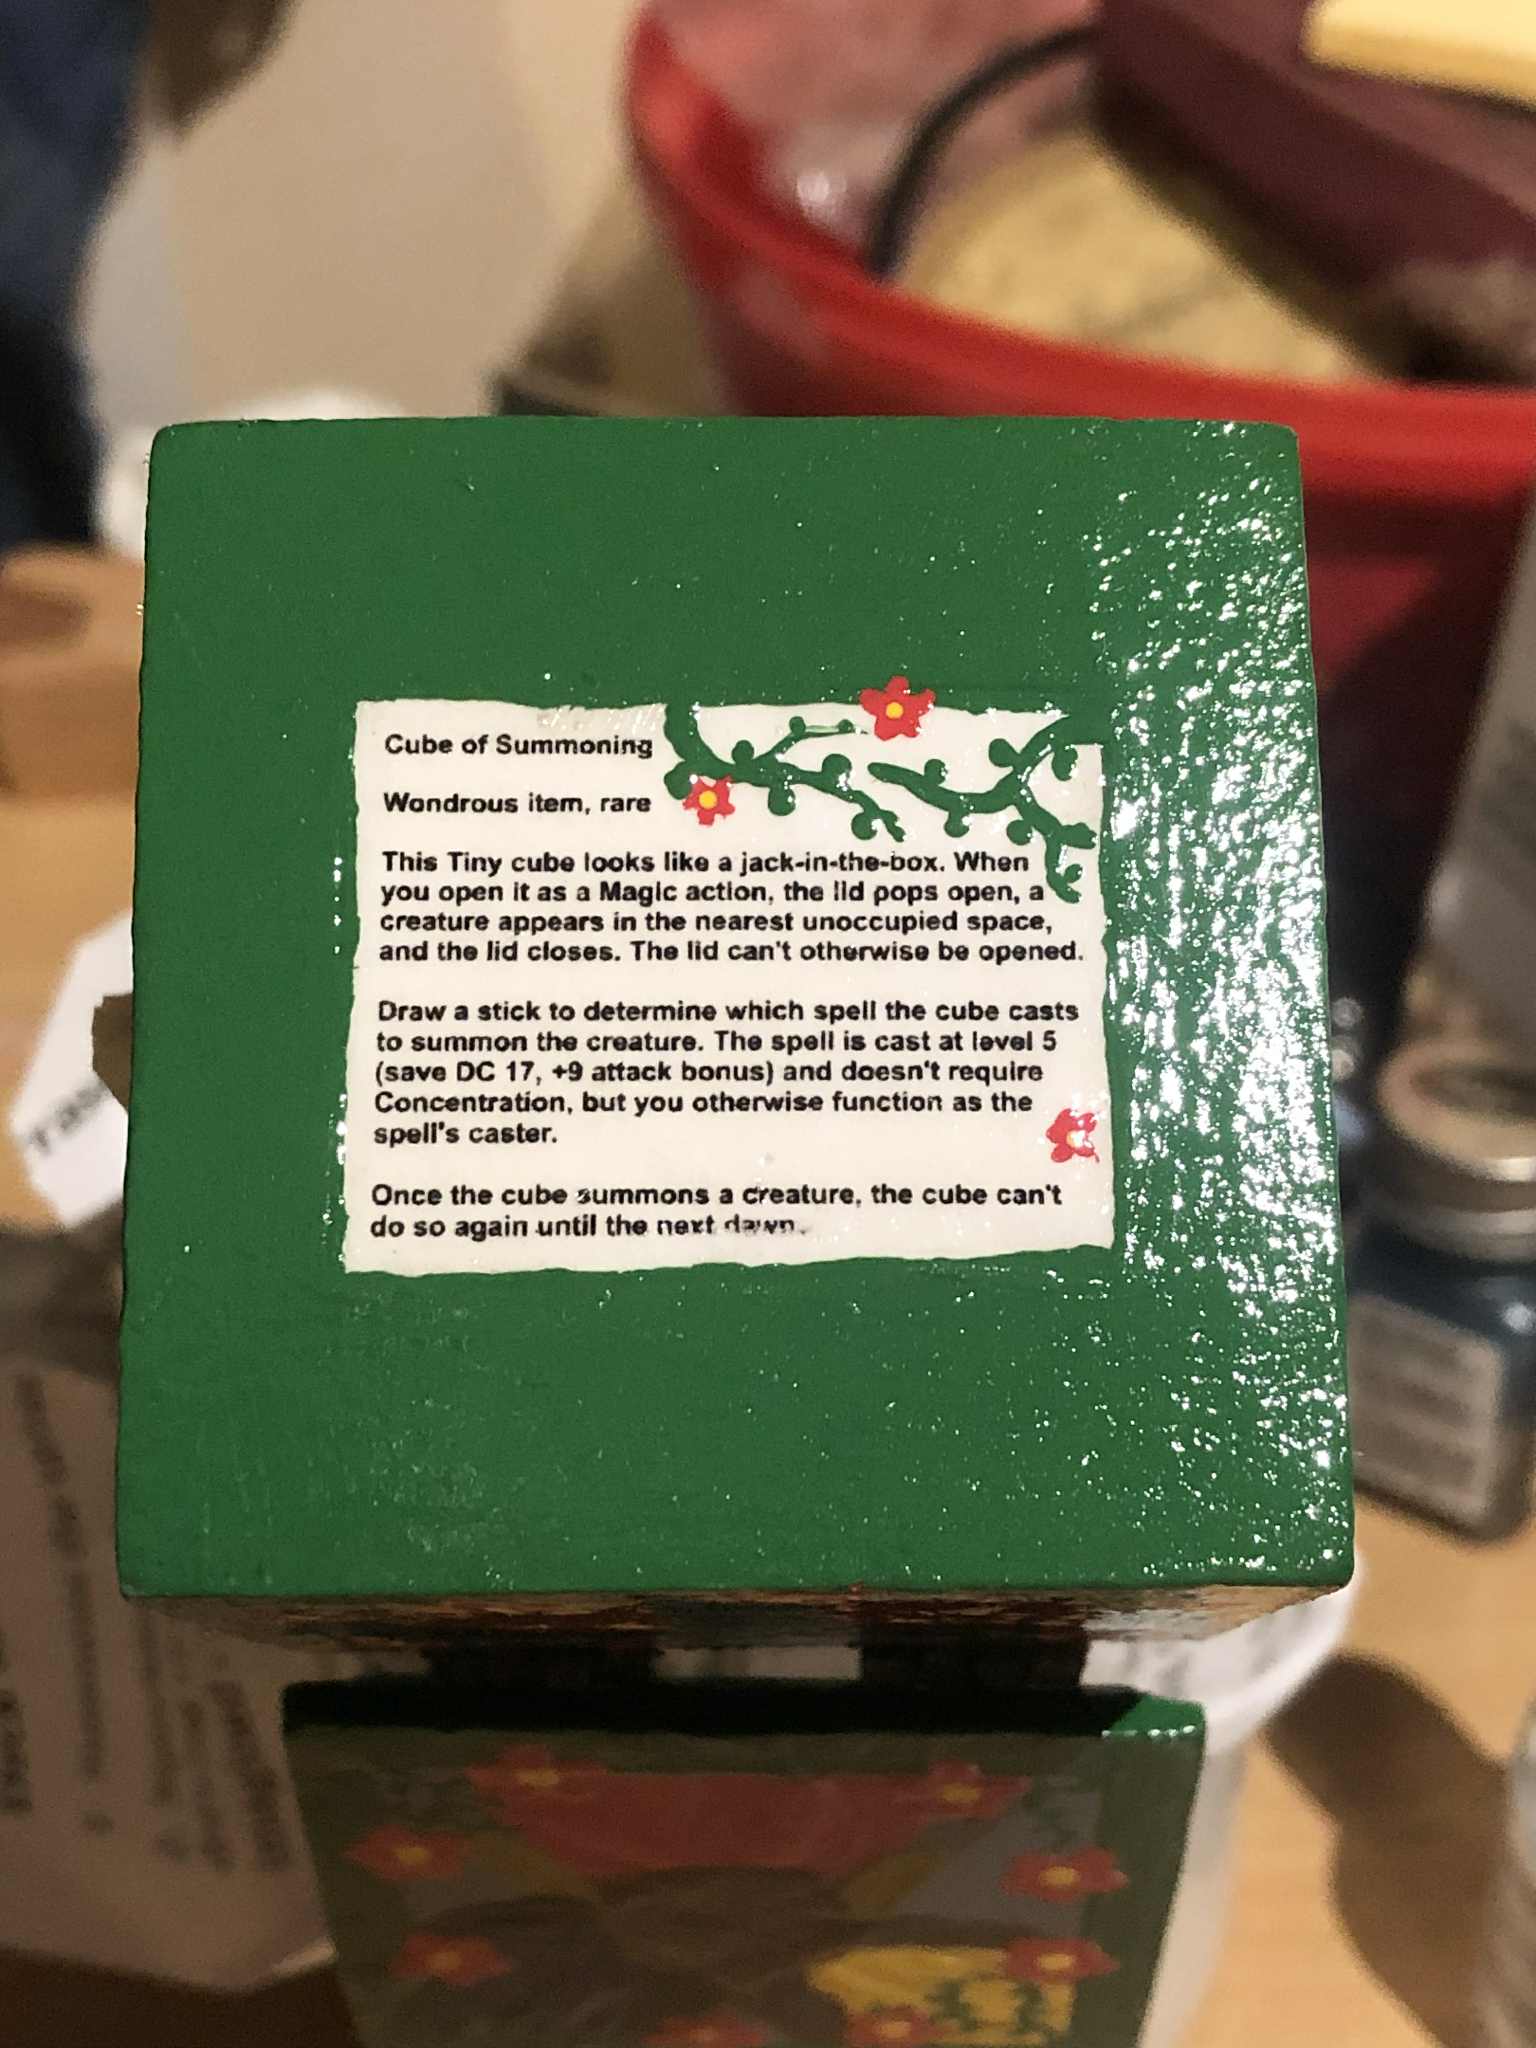 Cube of Summoning
Wondrous item, rare
This Tiny cube looks like a jack-in-the-box. When
you open it as a Magic action, the lid pops open, a
creature appears in the nearest unoccupied space,
and the lid closes. The lid can't otherwise be opened.
Draw a stick to determine which spell the cube casts
to summon the creature. The spell is cast at level 5
(save DC 17, +9 attack bonus) and doesn't require
Concentration, but you otherwise function as the
spell's caster.
Once the cube summons a creature, the cube can't
do so again until the next dawn.